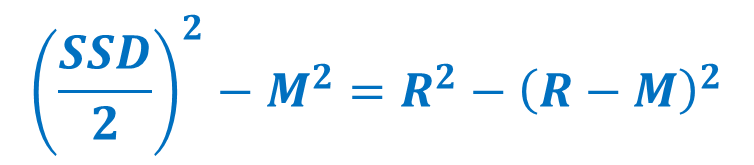 (SSD/2)² − M² = R² − (R − M)²